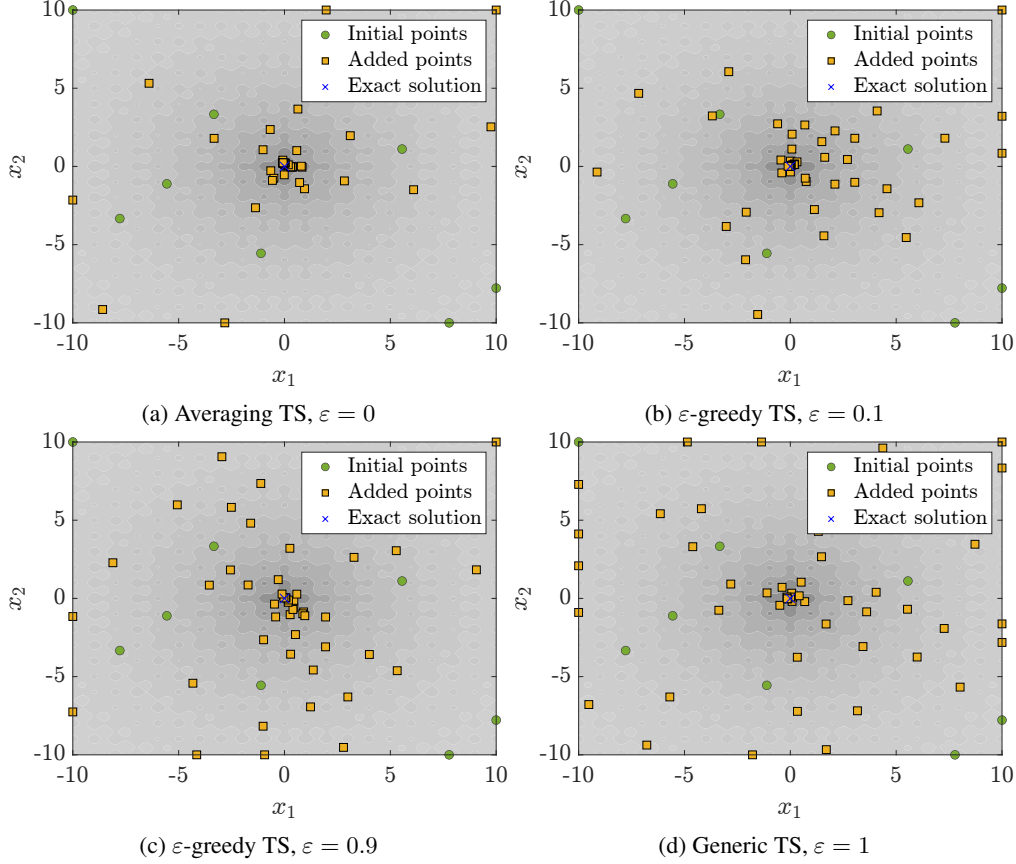 10
5
0
-5
-10
x2
-10
-5
0
5
10
x1
Initial points
Added points
Exact solution
(a) Averaging TS, ε = 0
10
5
0
-5
-10
x2
-10
-5
0
5
10
x1
Initial points
Added points
Exact solution
(b) ε-greedy TS, ε = 0.1
10
5
0
-5
-10
x2
-10
-5
0
5
10
x1
Initial points
Added points
Exact solution
(c) ε-greedy TS, ε = 0.9
10
5
0
-5
-10
x2
-10
-5
0
5
10
x1
Initial points
Added points
Exact solution
(d) Generic TS, ε = 1